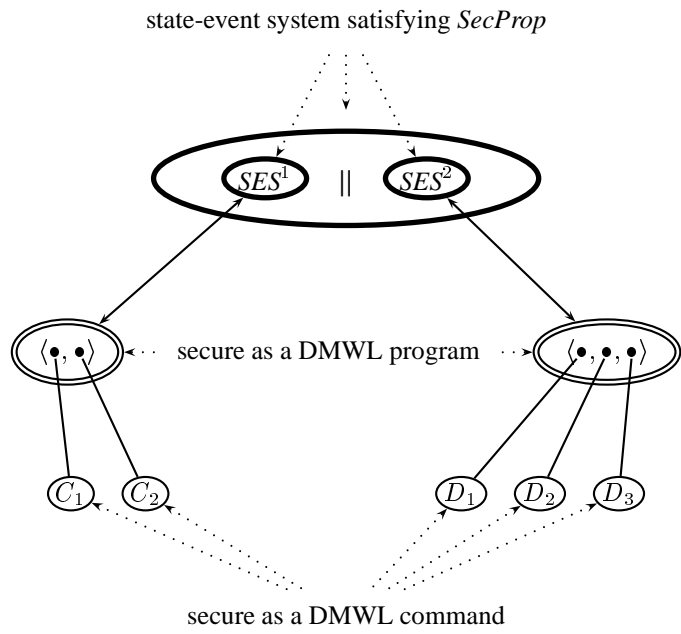 state-event system satisfying SecProp
SES¹ || SES²
⟨•, •⟩ secure as a DMWL program ⟨•, •, •⟩
C₁ C₂ D₁ D₂ D₃
secure as a DMWL command